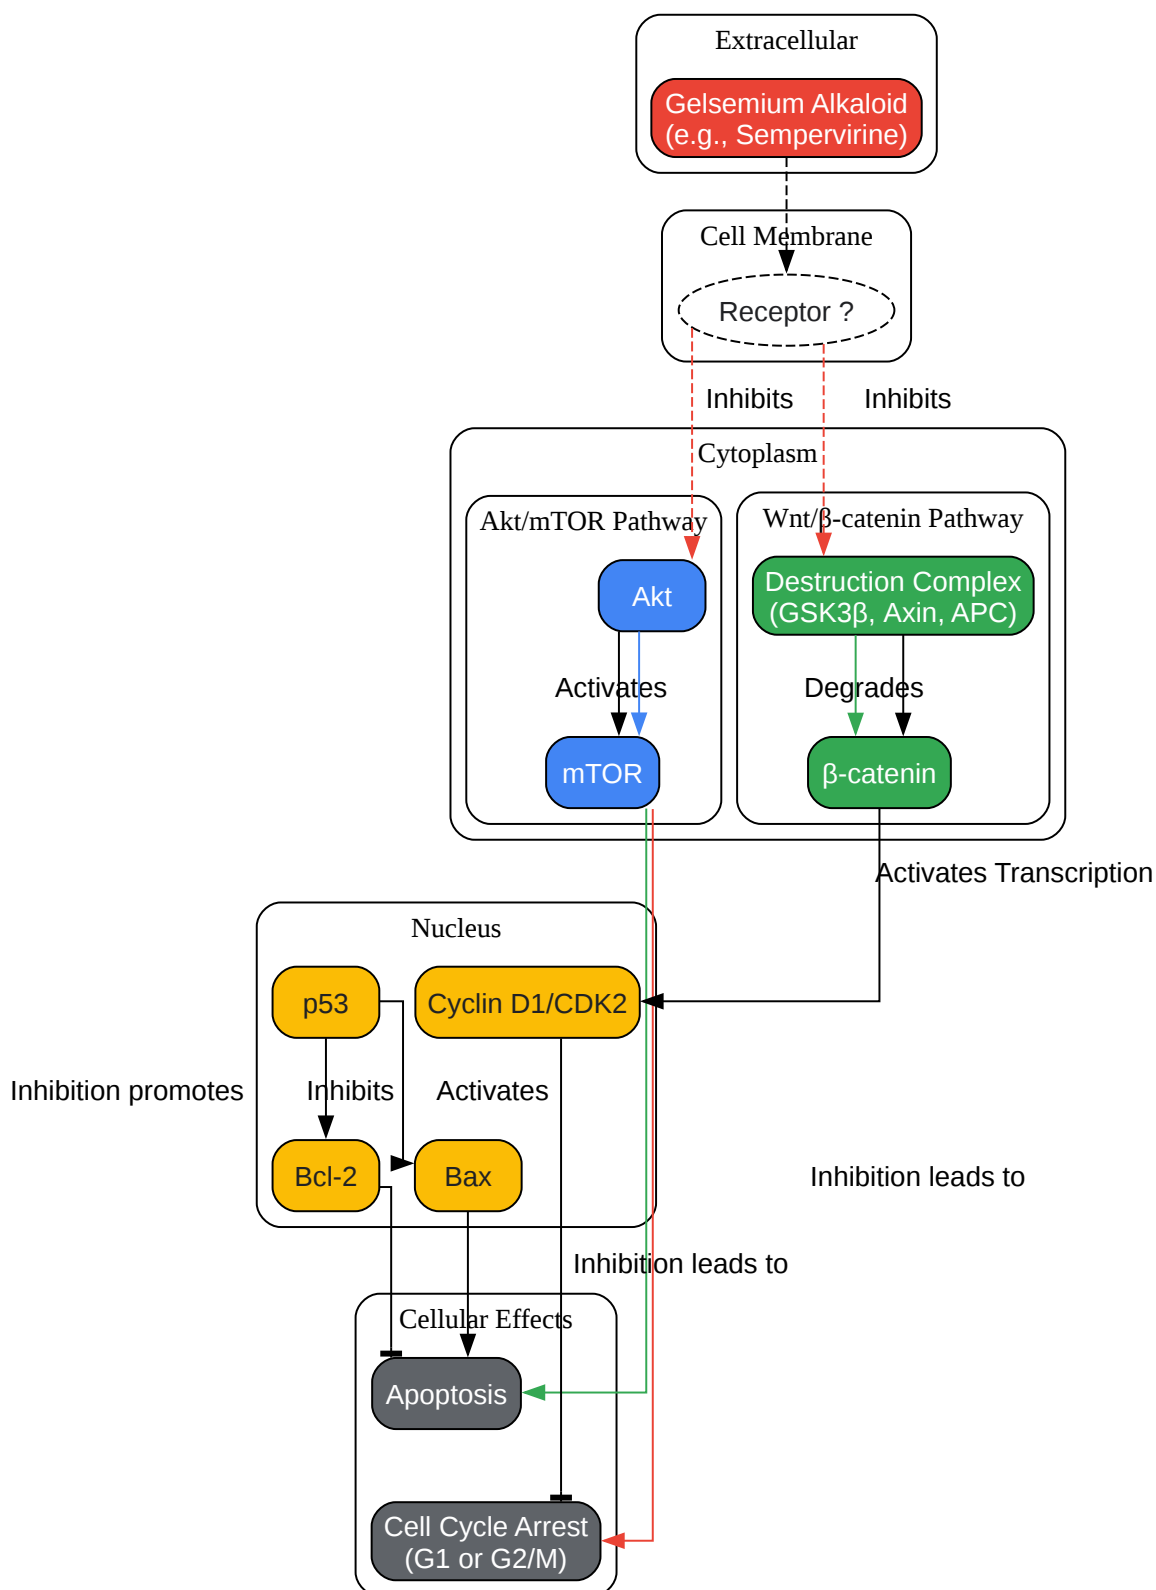 Extracellular
Gelsemium Alkaloid
(e.g., Sempervirine)
Cell Membrane
Receptor ?
Inhibits
Inhibits
Cytoplasm
Akt/mTOR Pathway
Wnt/β-catenin Pathway
Akt
Destruction Complex
(GSK3β, Axin, APC)
Activates
Degrades
mTOR
β-catenin
Activates Transcription
Nucleus
p53
Cyclin D1/CDK2
Inhibition promotes
Inhibits
Activates
Bcl-2
Bax
Inhibition leads to
Inhibition leads to
Cellular Effects
Apoptosis
Cell Cycle Arrest
(G1 or G2/M)